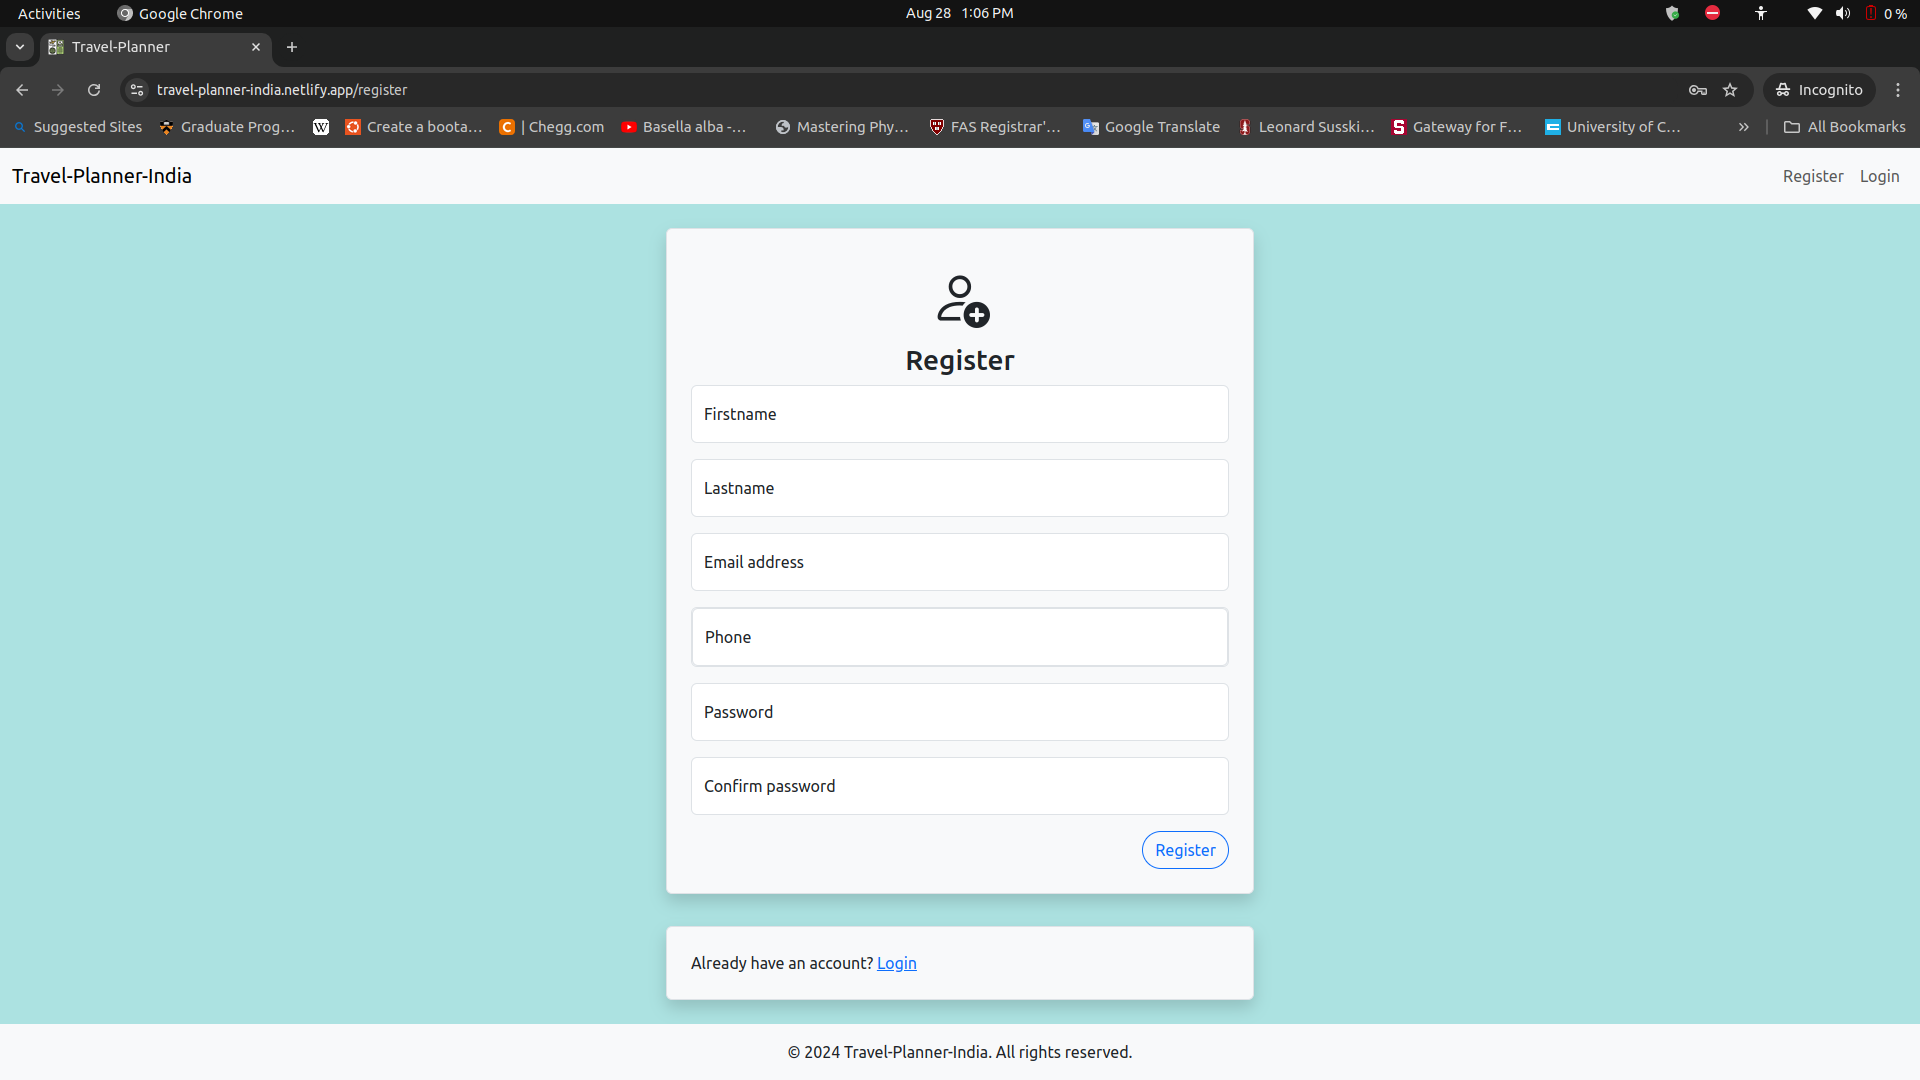 Activities Google Chrome Aug 28 1:06 PM 0 %
Travel-Planner
travel-planner-india.netlify.app/register Incognito
Suggested Sites Graduate Prog... W Create a boota... C | Chegg.com Basella alba -... Mastering Phy... FAS Registrar'... Google Translate Leonard Susski... S Gateway for F... University of C... » All Bookmarks
Travel-Planner-India Register Login
Register
Firstname
Lastname
Email address
Phone
Password
Confirm password
Register
Already have an account? Login
© 2024 Travel-Planner-India. All rights reserved.